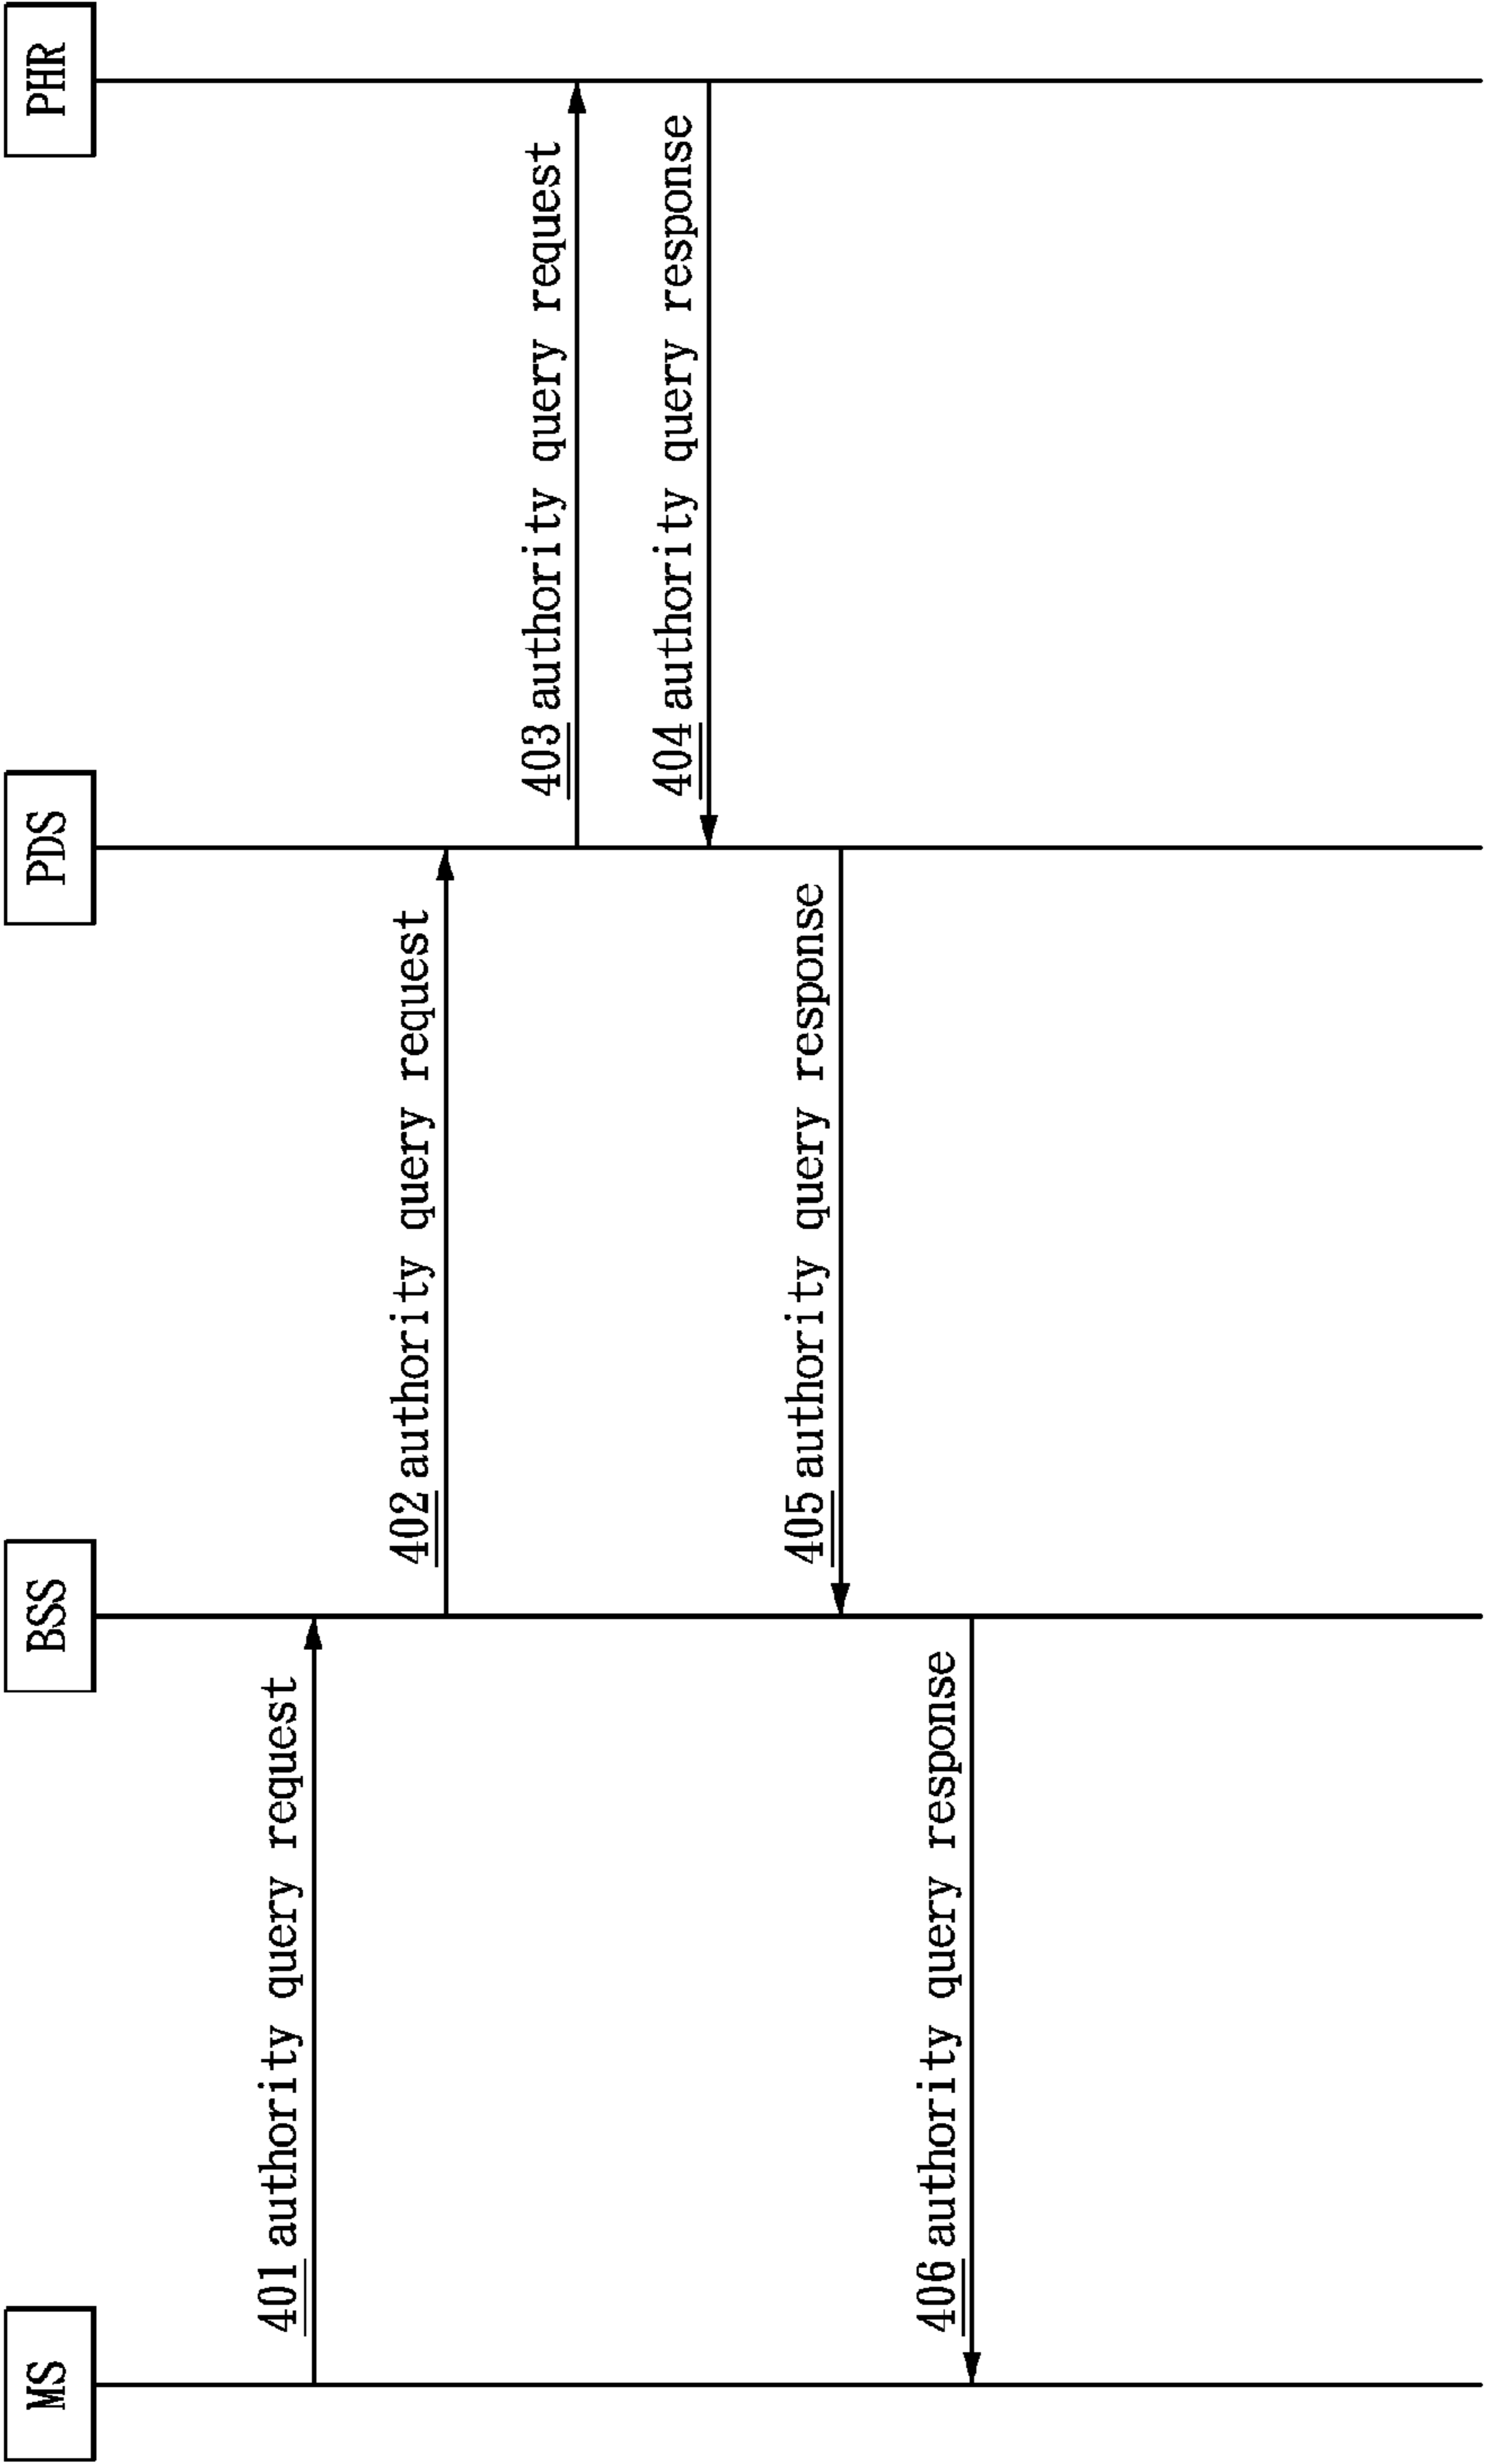 MS
BSS
PDS
PHR
401 authority query request
402 authority query request
403 authority query request
404 authority query response
405 authority query response
406 authority query response